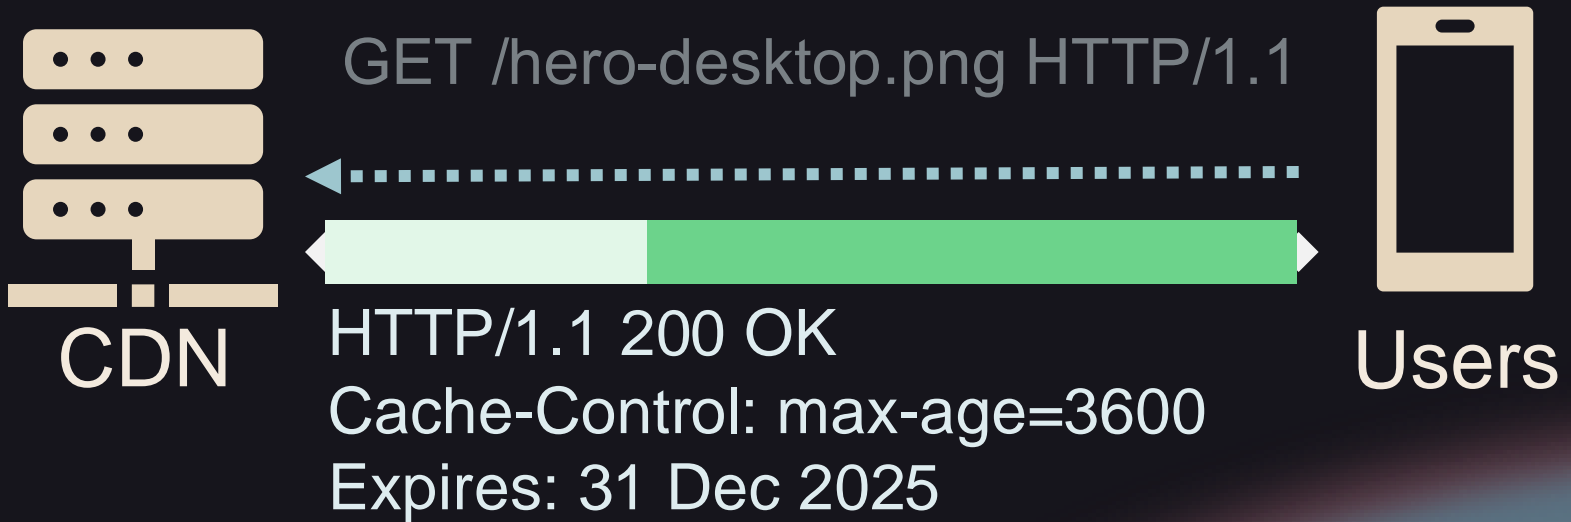 GET /hero-desktop.png HTTP/1.1
CDN
HTTP/1.1 200 OK
Cache-Control: max-age=3600
Expires: 31 Dec 2025
Users